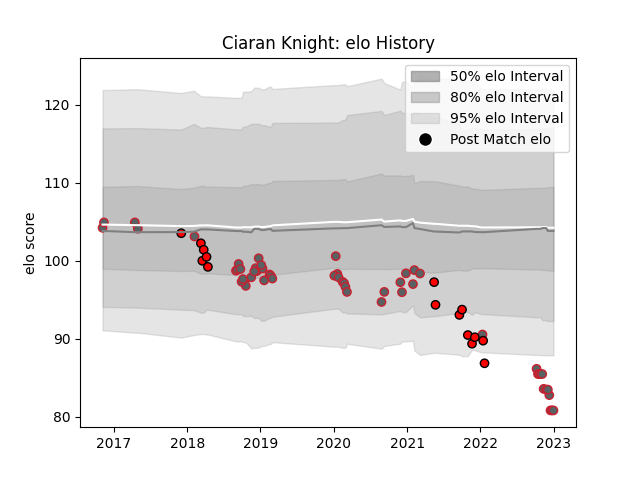 Ciaran Knight: elo History
50% elo Interval
80% elo Interval
95% elo Interval
Post Match elo
elo score
120
110
100
90
80
2017 2018 2019 2020 2021 2022 2023